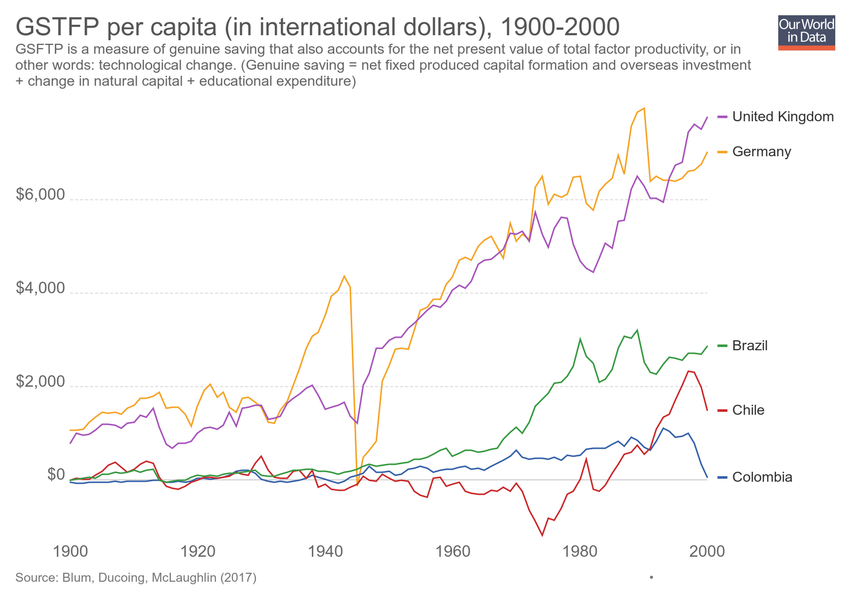 GSTFP per capita (in international dollars), 1900-2000
Our World
in Data
GSFTP is a measure of genuine saving that also accounts for the net present value of total factor productivity, or in
other words: technological change. (Genuine saving = net fixed produced capital formation and overseas investment
+ change in natural capital + educational expenditure)
United Kingdom
Germany
$6,000
$4,000
Brazil
$2,000
Chile
$0
Colombia
1900 1920 1940 1960 1980 2000
Source: Blum, Ducoing, McLaughlin (2017)